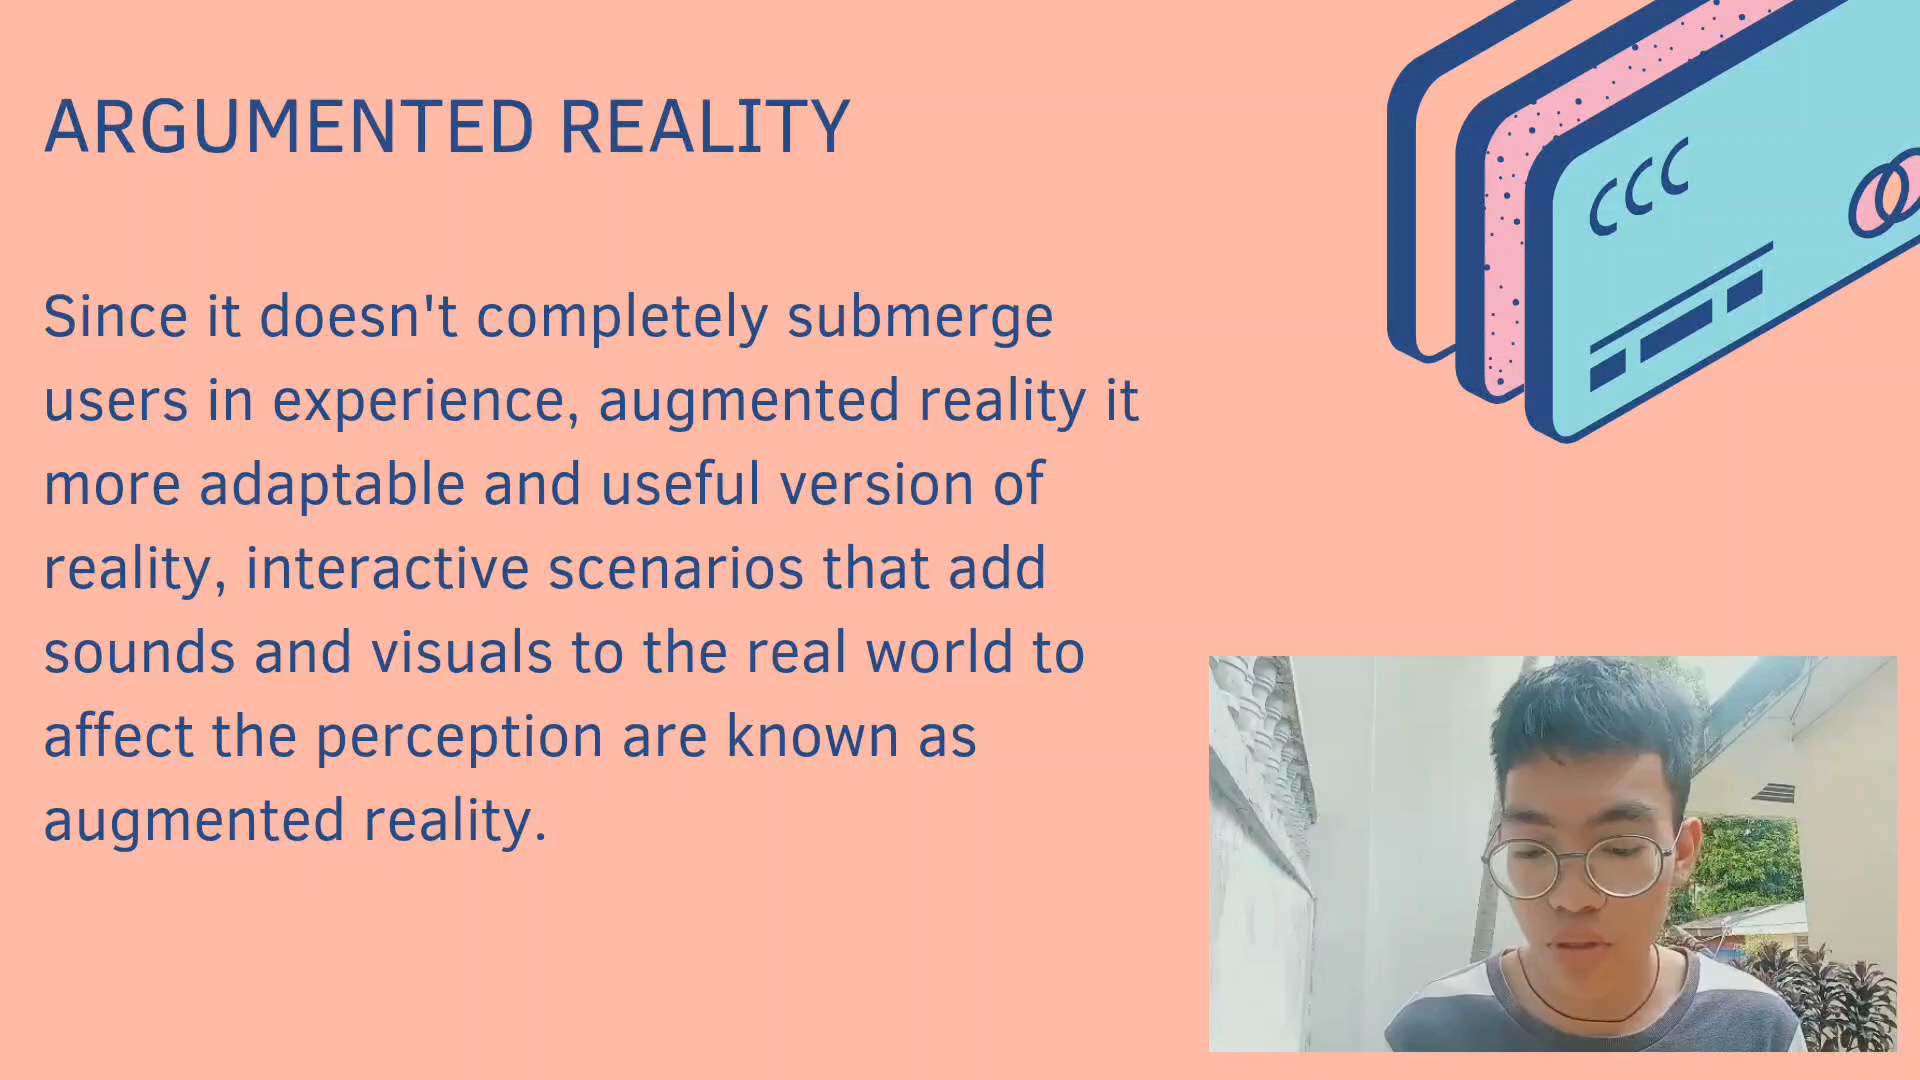 ARGUMENTED REALITY
Since it doesn't completely submerge
users in experience, augmented reality it
more adaptable and useful version of
reality, interactive scenarios that add
sounds and visuals to the real world to
affect the perception are known as
augmented reality.
CCC